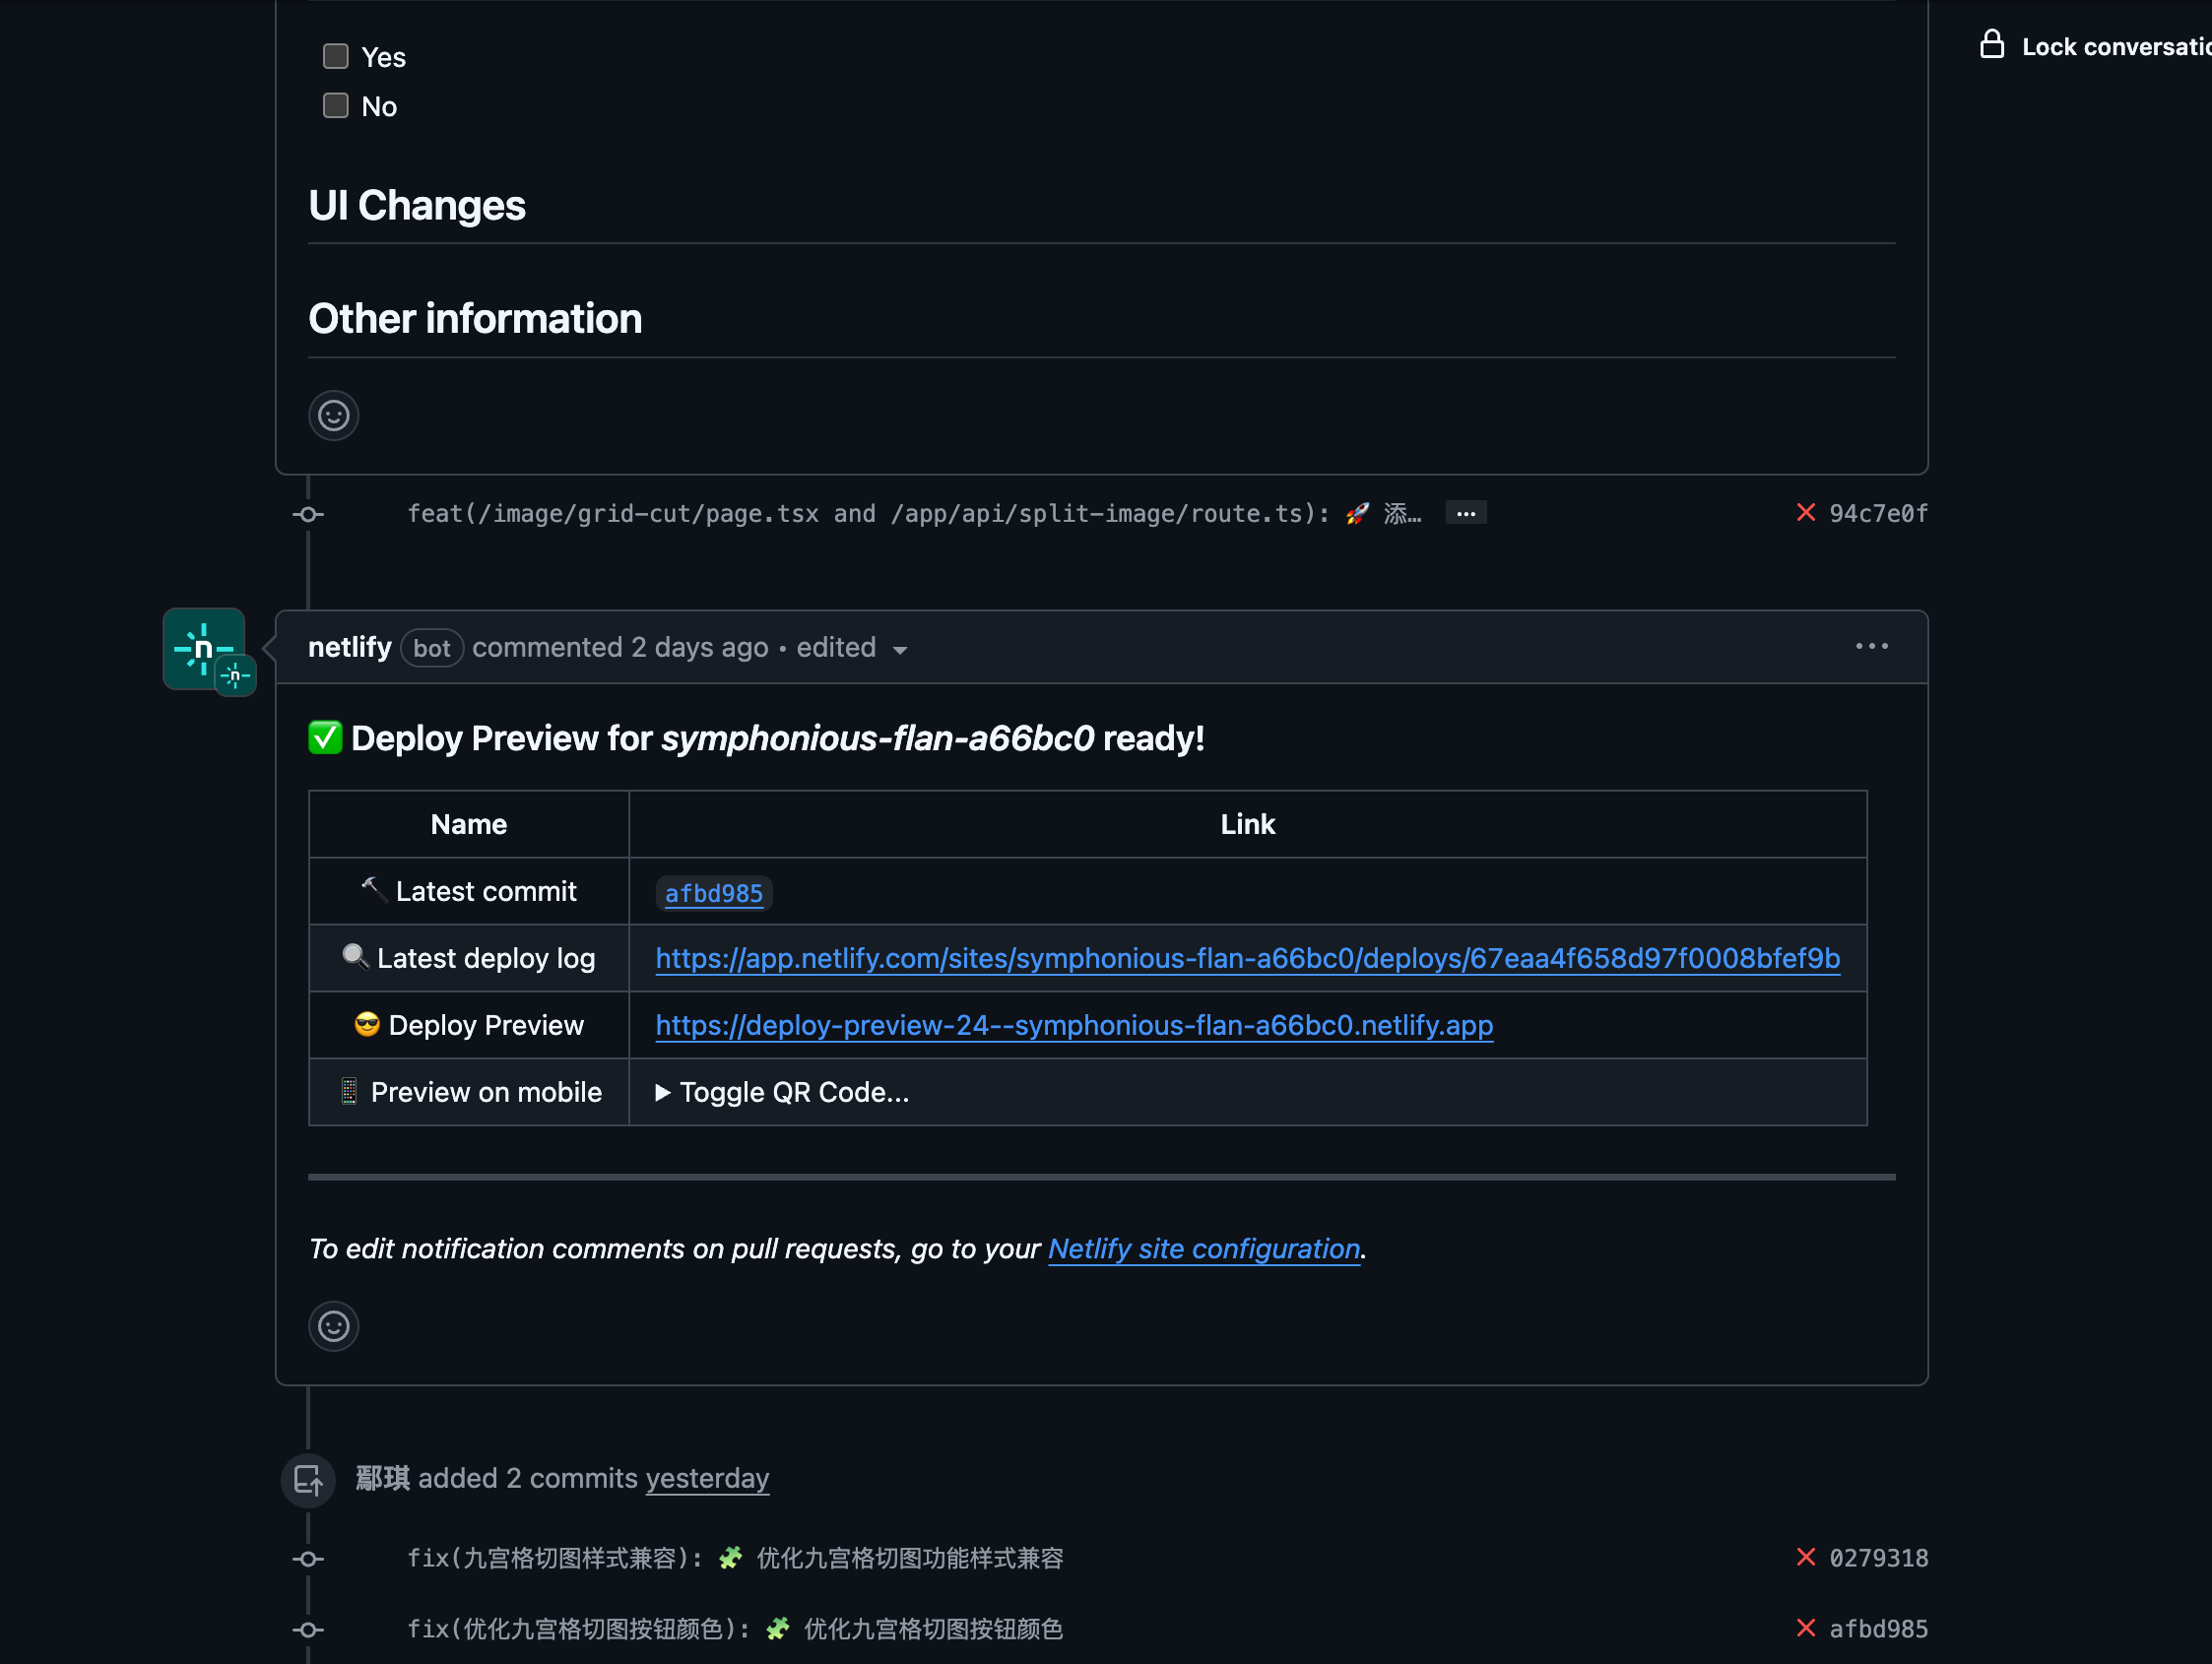 Yes
Lock conversatio
No
UI Changes
Other information
feat(/image/grid-cut/page.tsx and /app/api/split-image/route.ts): 🚀 添… ... 94c7e0f
netlify bot commented 2 days ago • edited
✅ Deploy Preview for symphonious-flan-a66bc0 ready!
Name Link
🔨 Latest commit afbd985
🔍 Latest deploy log https://app.netlify.com/sites/symphonious-flan-a66bc0/deploys/67eaa4f658d97f0008bfef9b
😎 Deploy Preview https://deploy-preview-24--symphonious-flan-a66bc0.netlify.app
📱 Preview on mobile ▶ Toggle QR Code...
To edit notification comments on pull requests, go to your Netlify site configuration.
鄢琪 added 2 commits yesterday
fix(九宫格切图样式兼容): 🧩 优化九宫格切图功能样式兼容 0279318
fix(优化九宫格切图按钮颜色): 🧩 优化九宫格切图按钮颜色 afbd985